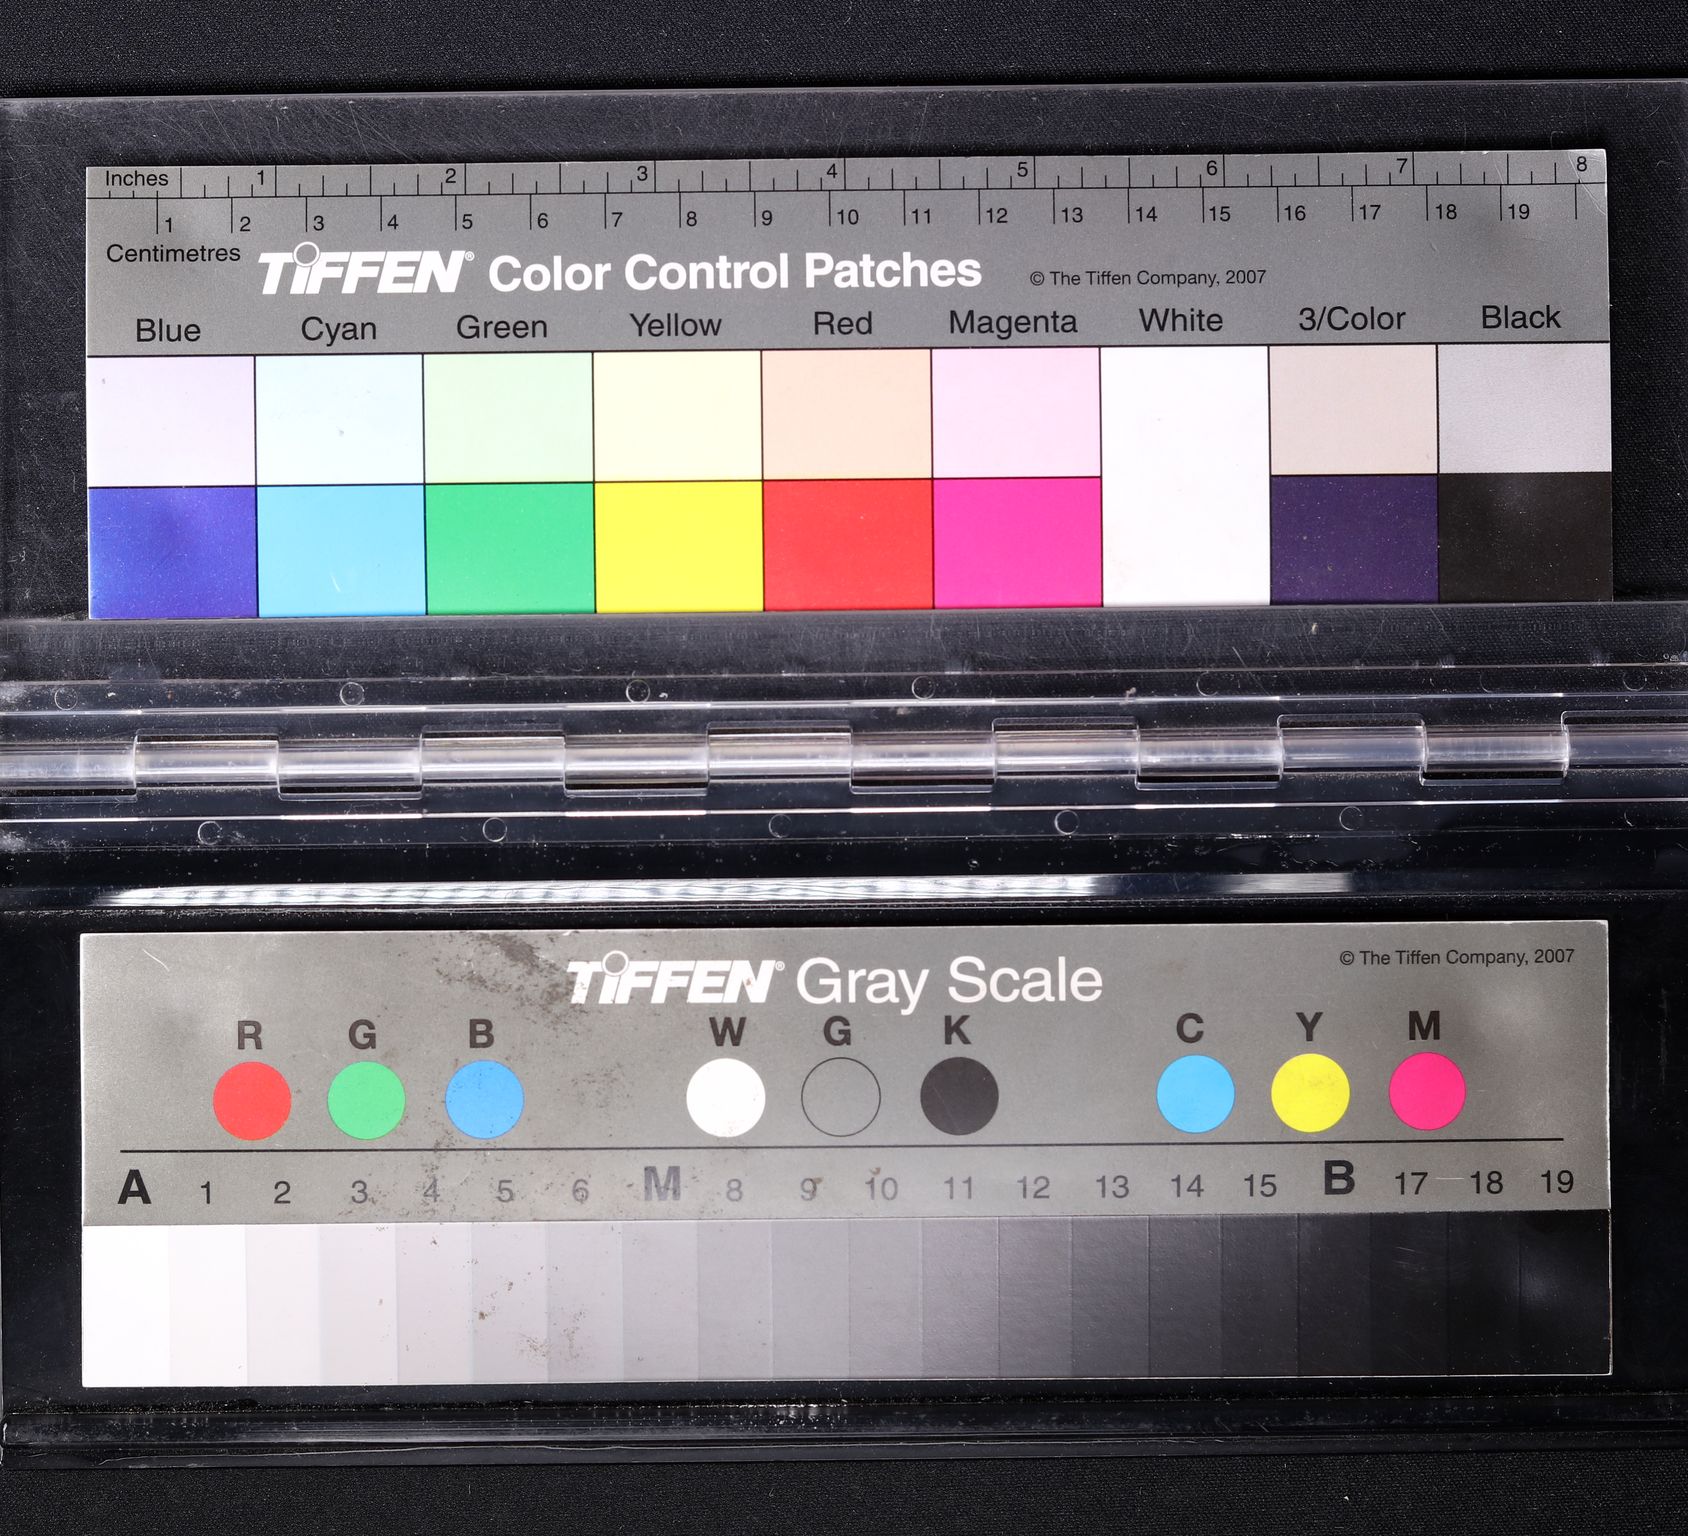 Inches 1 2 3 4 5 6 7 8
1 2 3 4 5 6 7 8 9 10 11 12 13 14 15 16 17 18 19
Centimetres
TIFFEN® Color Control Patches © The Tiffen Company, 2007
Blue Cyan Green Yellow Red Magenta White 3/Color Black
TIFFEN® Gray Scale © The Tiffen Company, 2007
R G B W G K C Y M
A 1 2 3 4 5 6 M 8 9 10 11 12 13 14 15 B 17 18 19